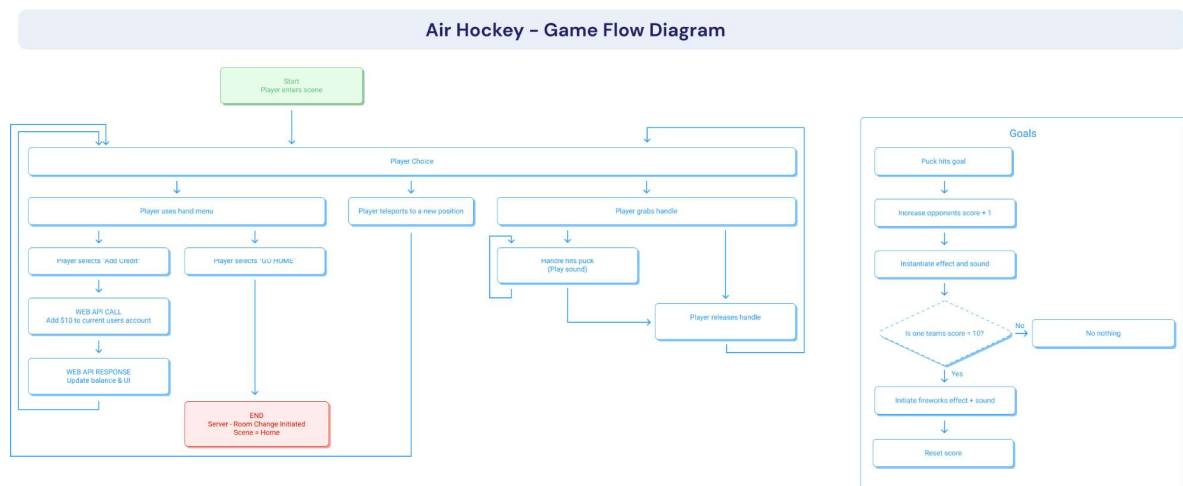 Air Hockey - Game Flow Diagram
Start
Player enters scene
Player Choice
Player uses hand menu
Player teleports to a new position
Player grabs handle
Player selects "Add Credit"
Player selects "GO HOME"
Handle hits puck
(Play sound)
WEB API CALL
Add $10 to current users account
Player releases handle
WEB API RESPONSE
Update balance & UI
END
Server - Room Change Initiated
Scene = Home
Goals
Puck hits goal
Increase opponents score + 1
Instantiate effect and sound
Is one teams score = 10?
No
No nothing
Yes
Initiate fireworks effect + sound
Reset score